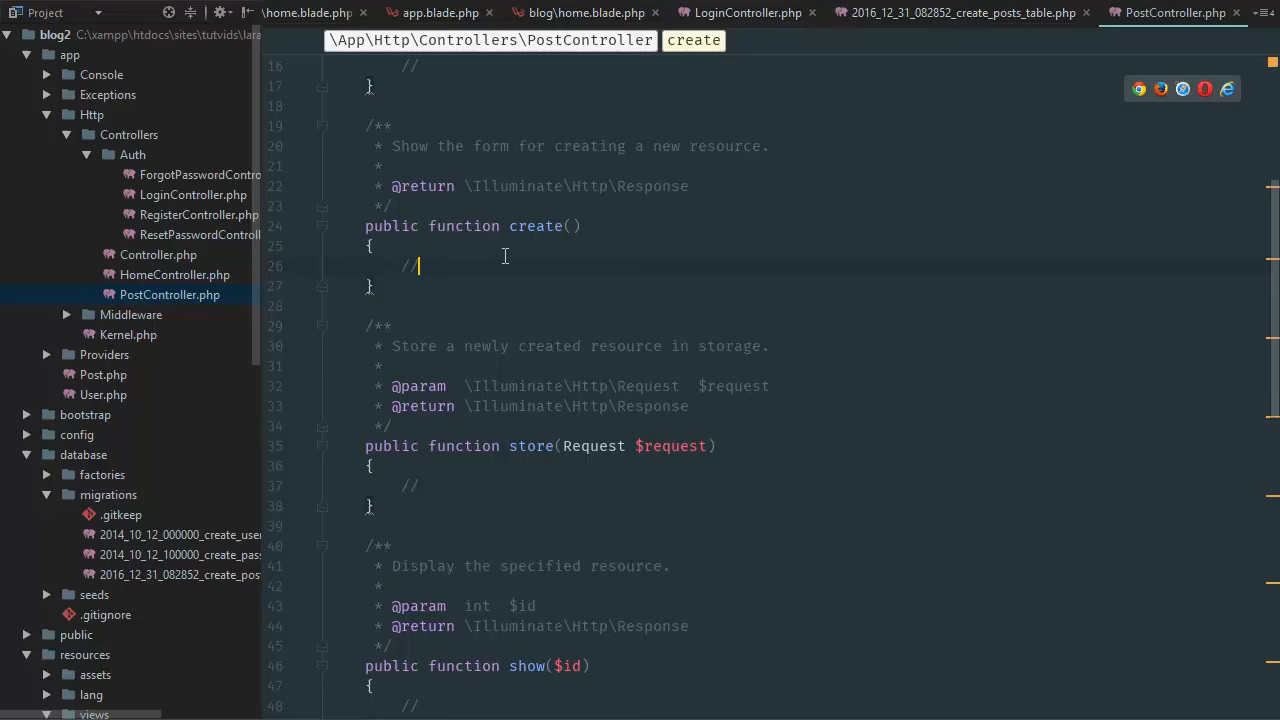 Project
\home.blade.php
app.blade.php
blog\home.blade.php
LoginController.php
2016_12_31_082852_create_posts_table.php
PostController.php
blog2 C:\xampp\htdocs\sites\tutvids\lara
\App\Http\Controllers\PostController
create
app
Console
Exceptions
Http
Controllers
Auth
ForgotPasswordContro
LoginController.php
RegisterController.php
ResetPasswordControll
Controller.php
HomeController.php
PostController.php
Middleware
Kernel.php
Providers
Post.php
User.php
bootstrap
config
database
factories
migrations
.gitkeep
2014_10_12_000000_create_user
2014_10_12_100000_create_pas
2016_12_31_082852_create_pos
seeds
.gitignore
public
resources
assets
lang
views
16 //
17 }
18
19 /**
20 * Show the form for creating a new resource.
21 *
22 * @return \Illuminate\Http\Response
23 */
24 public function create()
25 {
26 //
27 }
28
29 /**
30 * Store a newly created resource in storage.
31 *
32 * @param \Illuminate\Http\Request $request
33 * @return \Illuminate\Http\Response
34 */
35 public function store(Request $request)
36 {
37 //
38 }
39
40 /**
41 * Display the specified resource.
42 *
43 * @param int $id
44 * @return \Illuminate\Http\Response
45 */
46 public function show($id)
47 {
48 //